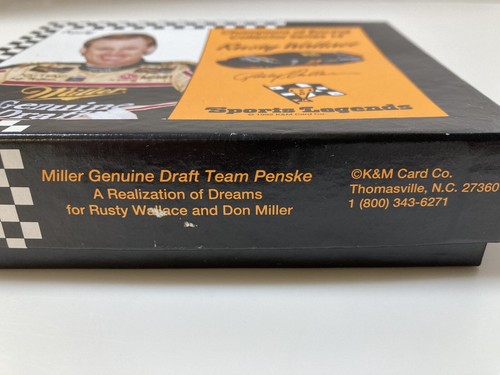 Rusty Wallace
Miller
Genuine
Draft
Sports Legends
Miller Genuine Draft Team Penske
A Realization of Dreams
for Rusty Wallace and Don Miller
©K&M Card Co.
Thomasville, N.C. 27360
1 (800) 343-6271